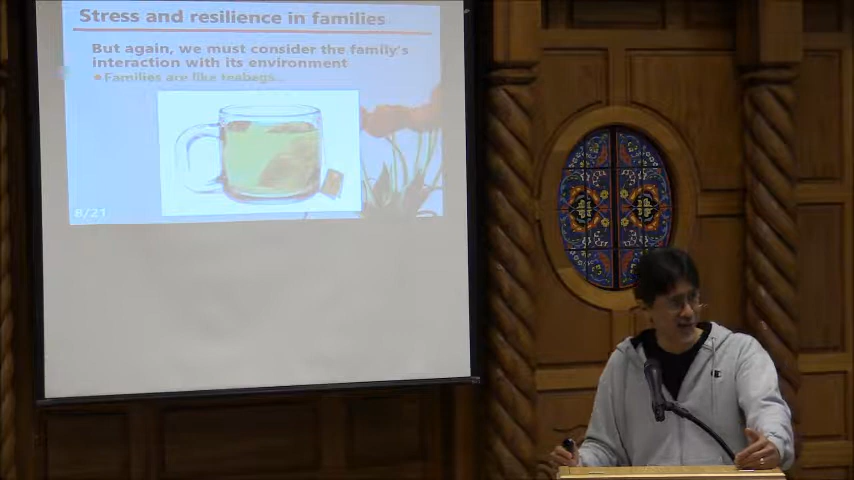 Stress and resilience in families
But again, we must consider the family's
interaction with its environment
Families are like teabags...
8/21